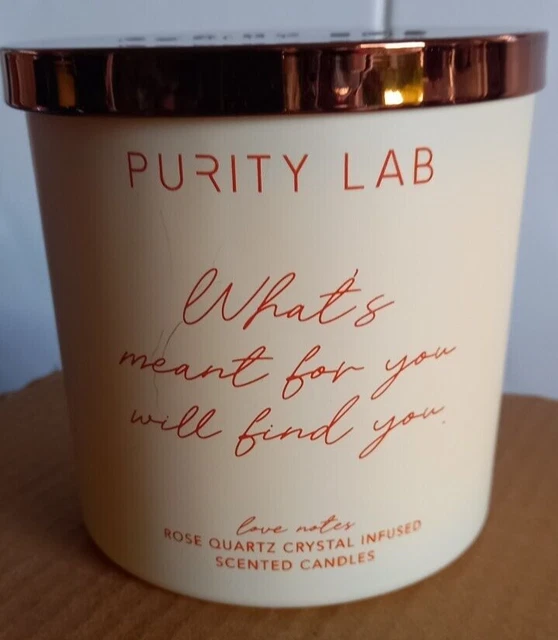 PURITY LAB
What's
meant for you
will find you.
love notes
ROSE QUARTZ CRYSTAL INFUSED
SCENTED CANDLES